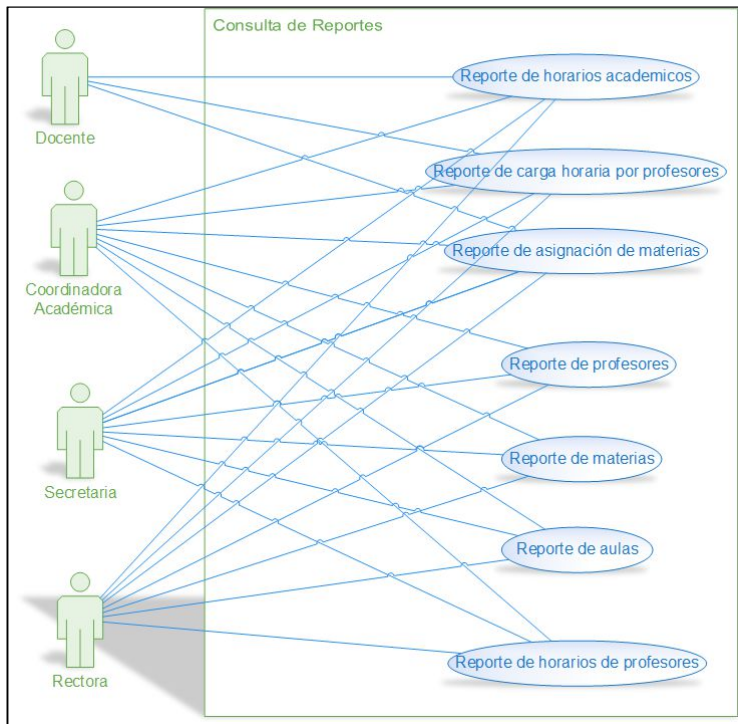 Consulta de Reportes
Docente
Coordinadora
Académica
Secretaria
Rectora
Reporte de horarios academicos
Reporte de carga horaria por profesores
Reporte de asignación de materias
Reporte de profesores
Reporte de materias
Reporte de aulas
Reporte de horarios de profesores